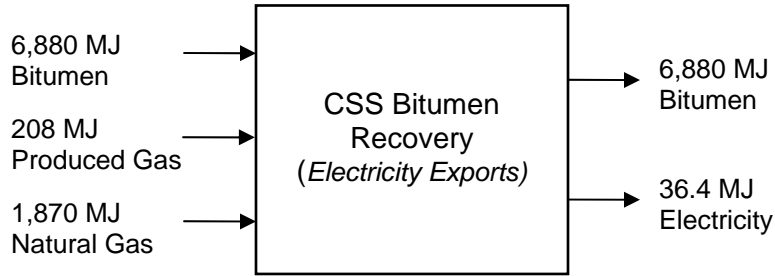 6,880 MJ
Bitumen
208 MJ
Produced Gas
1,870 MJ
Natural Gas
CSS Bitumen
Recovery
(Electricity Exports)
6,880 MJ
Bitumen
36.4 MJ
Electricity